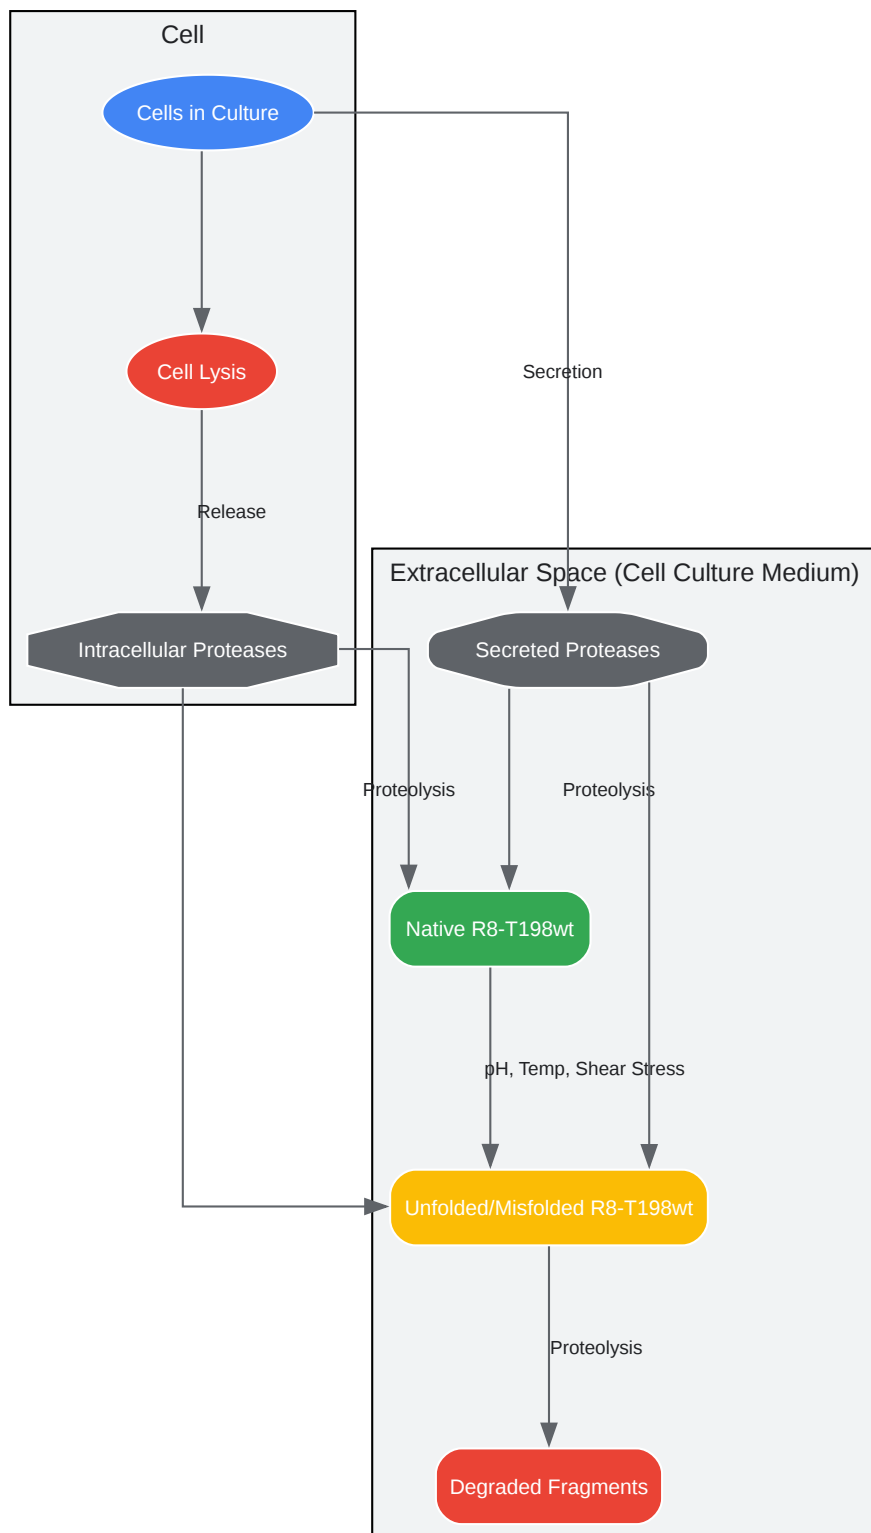 Cell
Cells in Culture
Cell Lysis
Secretion
Release
Extracellular Space (Cell Culture Medium)
Intracellular Proteases
Secreted Proteases
Proteolysis
Proteolysis
Native R8-T198wt
pH, Temp, Shear Stress
Unfolded/Misfolded R8-T198wt
Proteolysis
Degraded Fragments